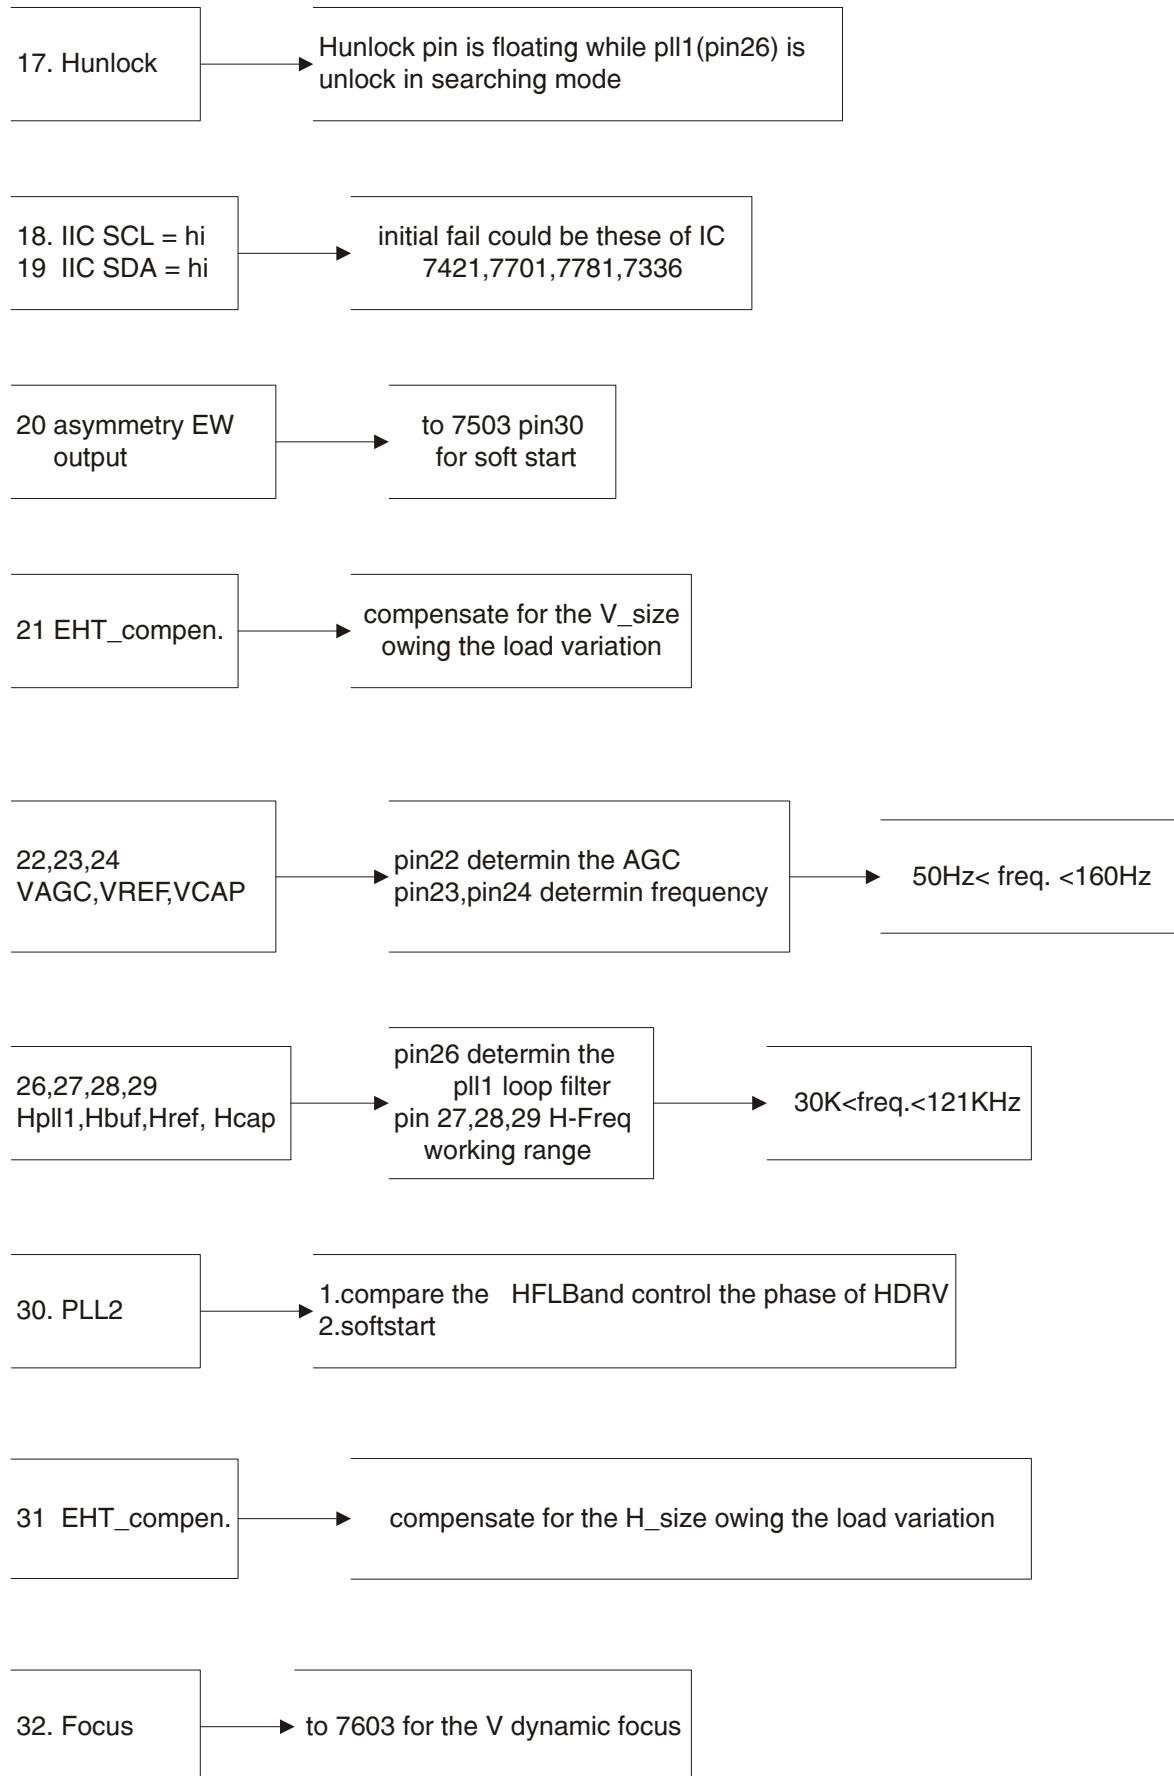 17. Hunlock
Hunlock pin is floating while pll1(pin26) is
unlock in searching mode
18. IIC SCL = hi
19 IIC SDA = hi
initial fail could be these of IC
7421,7701,7781,7336
20 asymmetry EW
output
to 7503 pin30
for soft start
21 EHT_compen.
compensate for the V_size
owing the load variation
22,23,24
VAGC,VREF,VCAP
pin22 determin the AGC
pin23,pin24 determin frequency
50Hz< freq. <160Hz
26,27,28,29
Hpll1,Hbuf,Href, Hcap
pin26 determin the
pll1 loop filter
pin 27,28,29 H-Freq
working range
30K<freq.<121KHz
30. PLL2
1.compare the HFLBand control the phase of HDRV
2.softstart
31 EHT_compen.
compensate for the H_size owing the load variation
32. Focus
to 7603 for the V dynamic focus